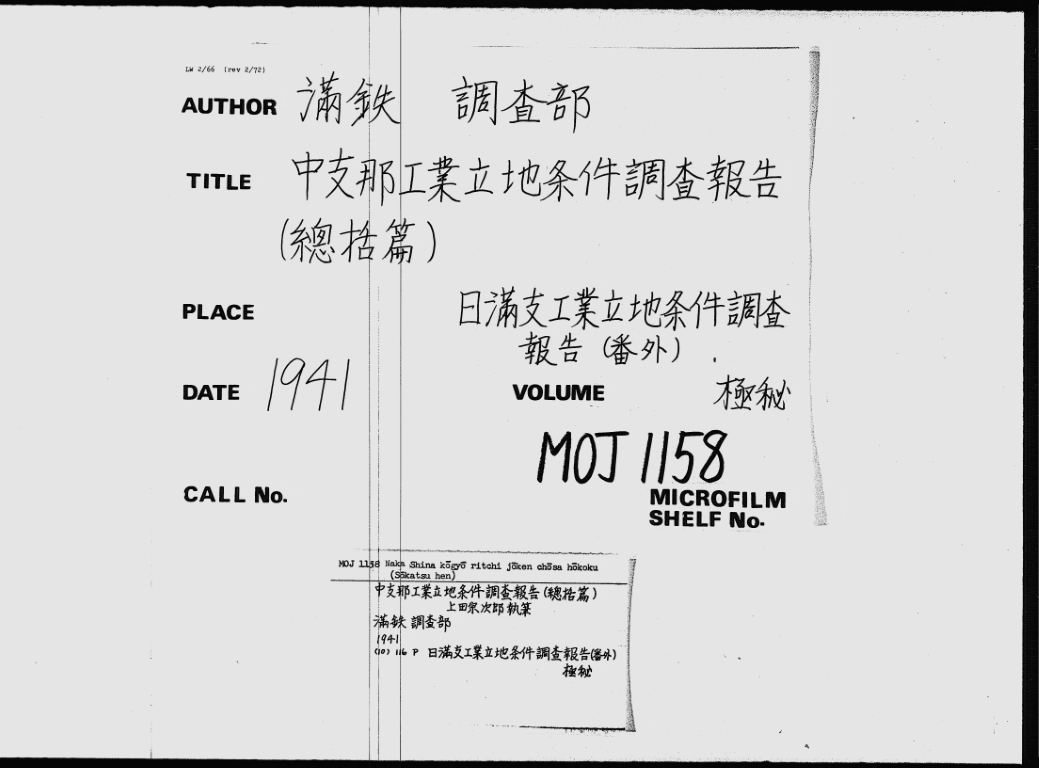 LW 2/66 (rev 2/72)
AUTHOR 滿鉄 調査部
TITLE 中支那工業立地条件調査報告
(總括篇)
PLACE 日滿支工業立地条件調査
報告(番外).
DATE 1941 VOLUME 極秘
MOJ 1158
CALL No. MICROFILM
SHELF No.
MOJ 1158 Naka Shina kōgyō ritchi jōken chōsa hōkoku
(Sōkatsu hen)
中支那工業立地条件調査報告(總括篇)
上田宗次郎執筆
滿鉄 調査部
1941
(10) 116 P 日滿支工業立地条件調査報告(番外)
極秘